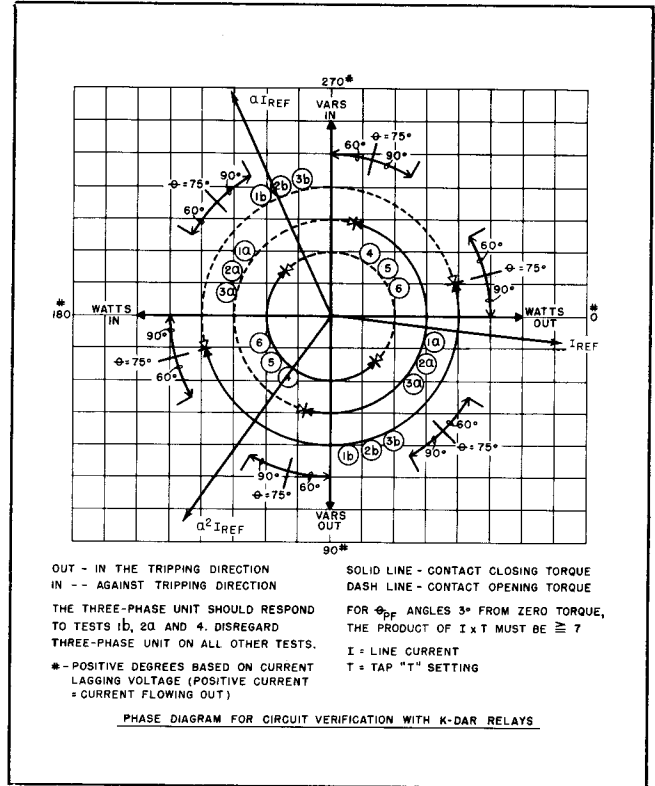 270#
aIREF
VARS
IN
θ=75°
60°
90°
90°
θ=75°
60°
1b 2b 3b
1a
2a
3a
4
5
6
60°
θ=75°
90°
# 180
WATTS
IN
WATTS
OUT
# 0
IREF
90°
θ=75°
60°
6
5
4
1a
2a
3a
1b 2b 3b
60°
θ=75°
90°
θ=75°
90°
60°
a²IREF
VARS
OUT
90#
OUT - IN THE TRIPPING DIRECTION
IN -- AGAINST TRIPPING DIRECTION
THE THREE-PHASE UNIT SHOULD RESPOND
TO TESTS 1b, 2a AND 4. DISREGARD
THREE-PHASE UNIT ON ALL OTHER TESTS.
#-POSITIVE DEGREES BASED ON CURRENT
LAGGING VOLTAGE (POSITIVE CURRENT
= CURRENT FLOWING OUT)
SOLID LINE - CONTACT CLOSING TORQUE
DASH LINE - CONTACT OPENING TORQUE
FOR θPF ANGLES 3° FROM ZERO TORQUE,
THE PRODUCT OF I x T MUST BE ≧ 7
I = LINE CURRENT
T = TAP "T" SETTING
PHASE DIAGRAM FOR CIRCUIT VERIFICATION WITH K-DAR RELAYS